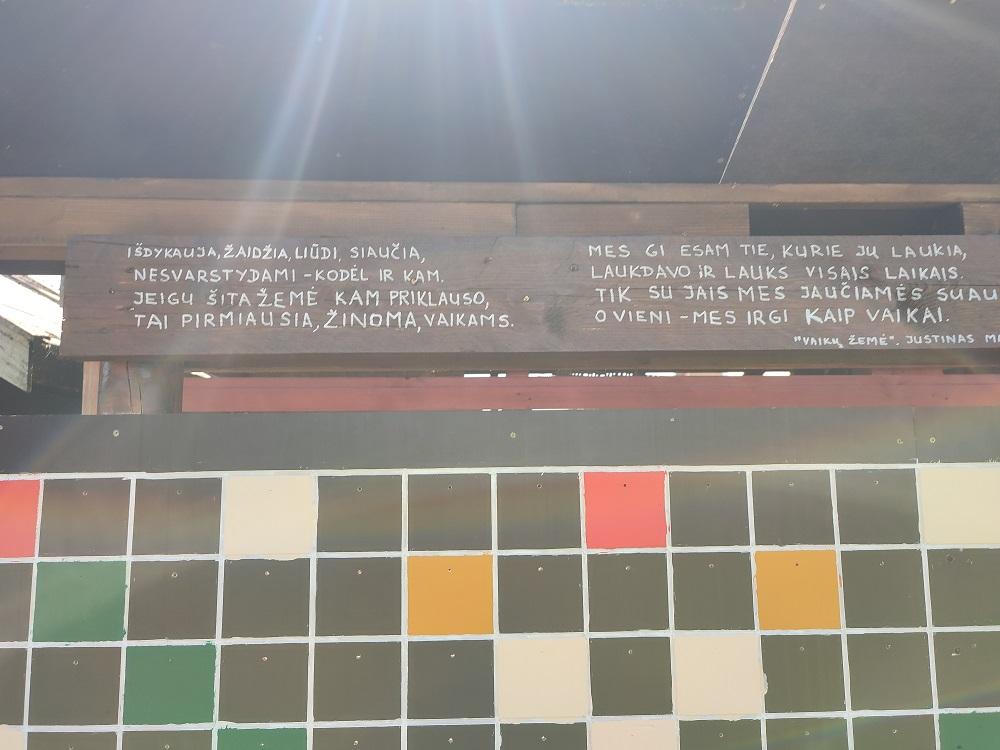 IŠDYKAUJA, ŽAIDŽIA, LIŪDI, SIAUČIA,
NESVARSTYDAMI - KODĖL IR KAM.
JEIGU ŠITA ŽEMĖ KAM PRIKLAUSO,
TAI PIRMIAUSIA, ŽINOMA, VAIKAMS.
MES GI ESAM TIE, KURIE JŲ LAUKIA,
LAUKDAVO IR LAUKS VISAIS LAIKAIS.
TIK SU JAIS MES JAUČIAMĖS SUAU
O VIENI - MES IRGI KAIP VAIKAI.
"VAIKŲ ŽEMĖ". JUSTINAS MA